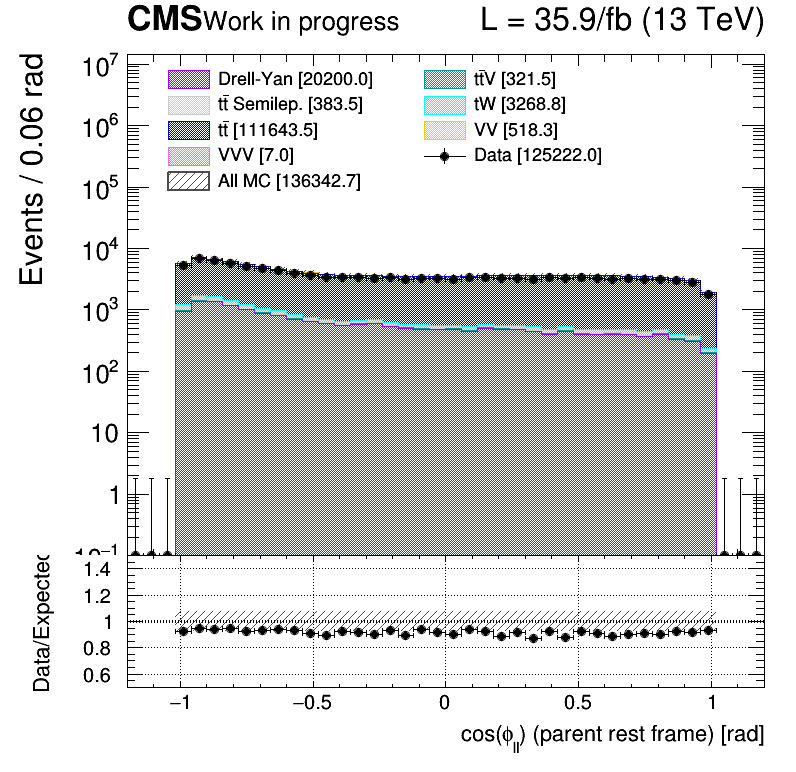 CMS Work in progress L = 35.9/fb (13 TeV)
Events / 0.06 rad
10⁷
10⁶
10⁵
10⁴
10³
10²
10
1
10⁻¹
Drell-Yan [20200.0]
tt̄ Semilep. [383.5]
tt̄ [111643.5]
VVV [7.0]
All MC [136342.7]
tt̄V [321.5]
tW [3268.8]
VV [518.3]
Data [125222.0]
Data/Expected
1.4
1.2
1
0.8
0.6
−1 −0.5 0 0.5 1
cos(ϕ_ll) (parent rest frame) [rad]